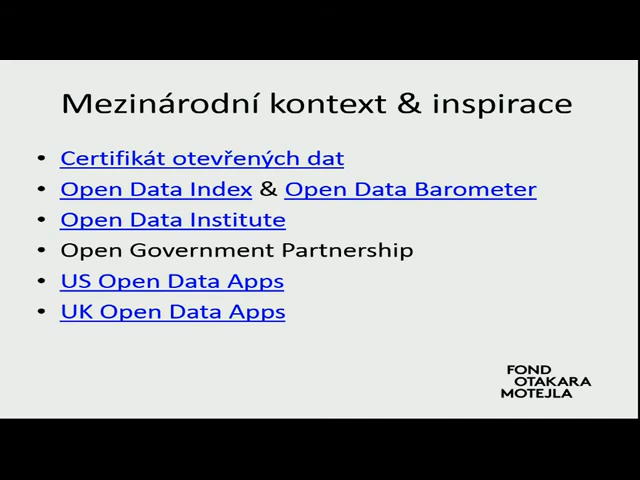 Mezinárodní kontext & inspirace
• Certifikát otevřených dat
• Open Data Index & Open Data Barometer
• Open Data Institute
• Open Government Partnership
• US Open Data Apps
• UK Open Data Apps
FOND
OTAKARA
MOTEJLA